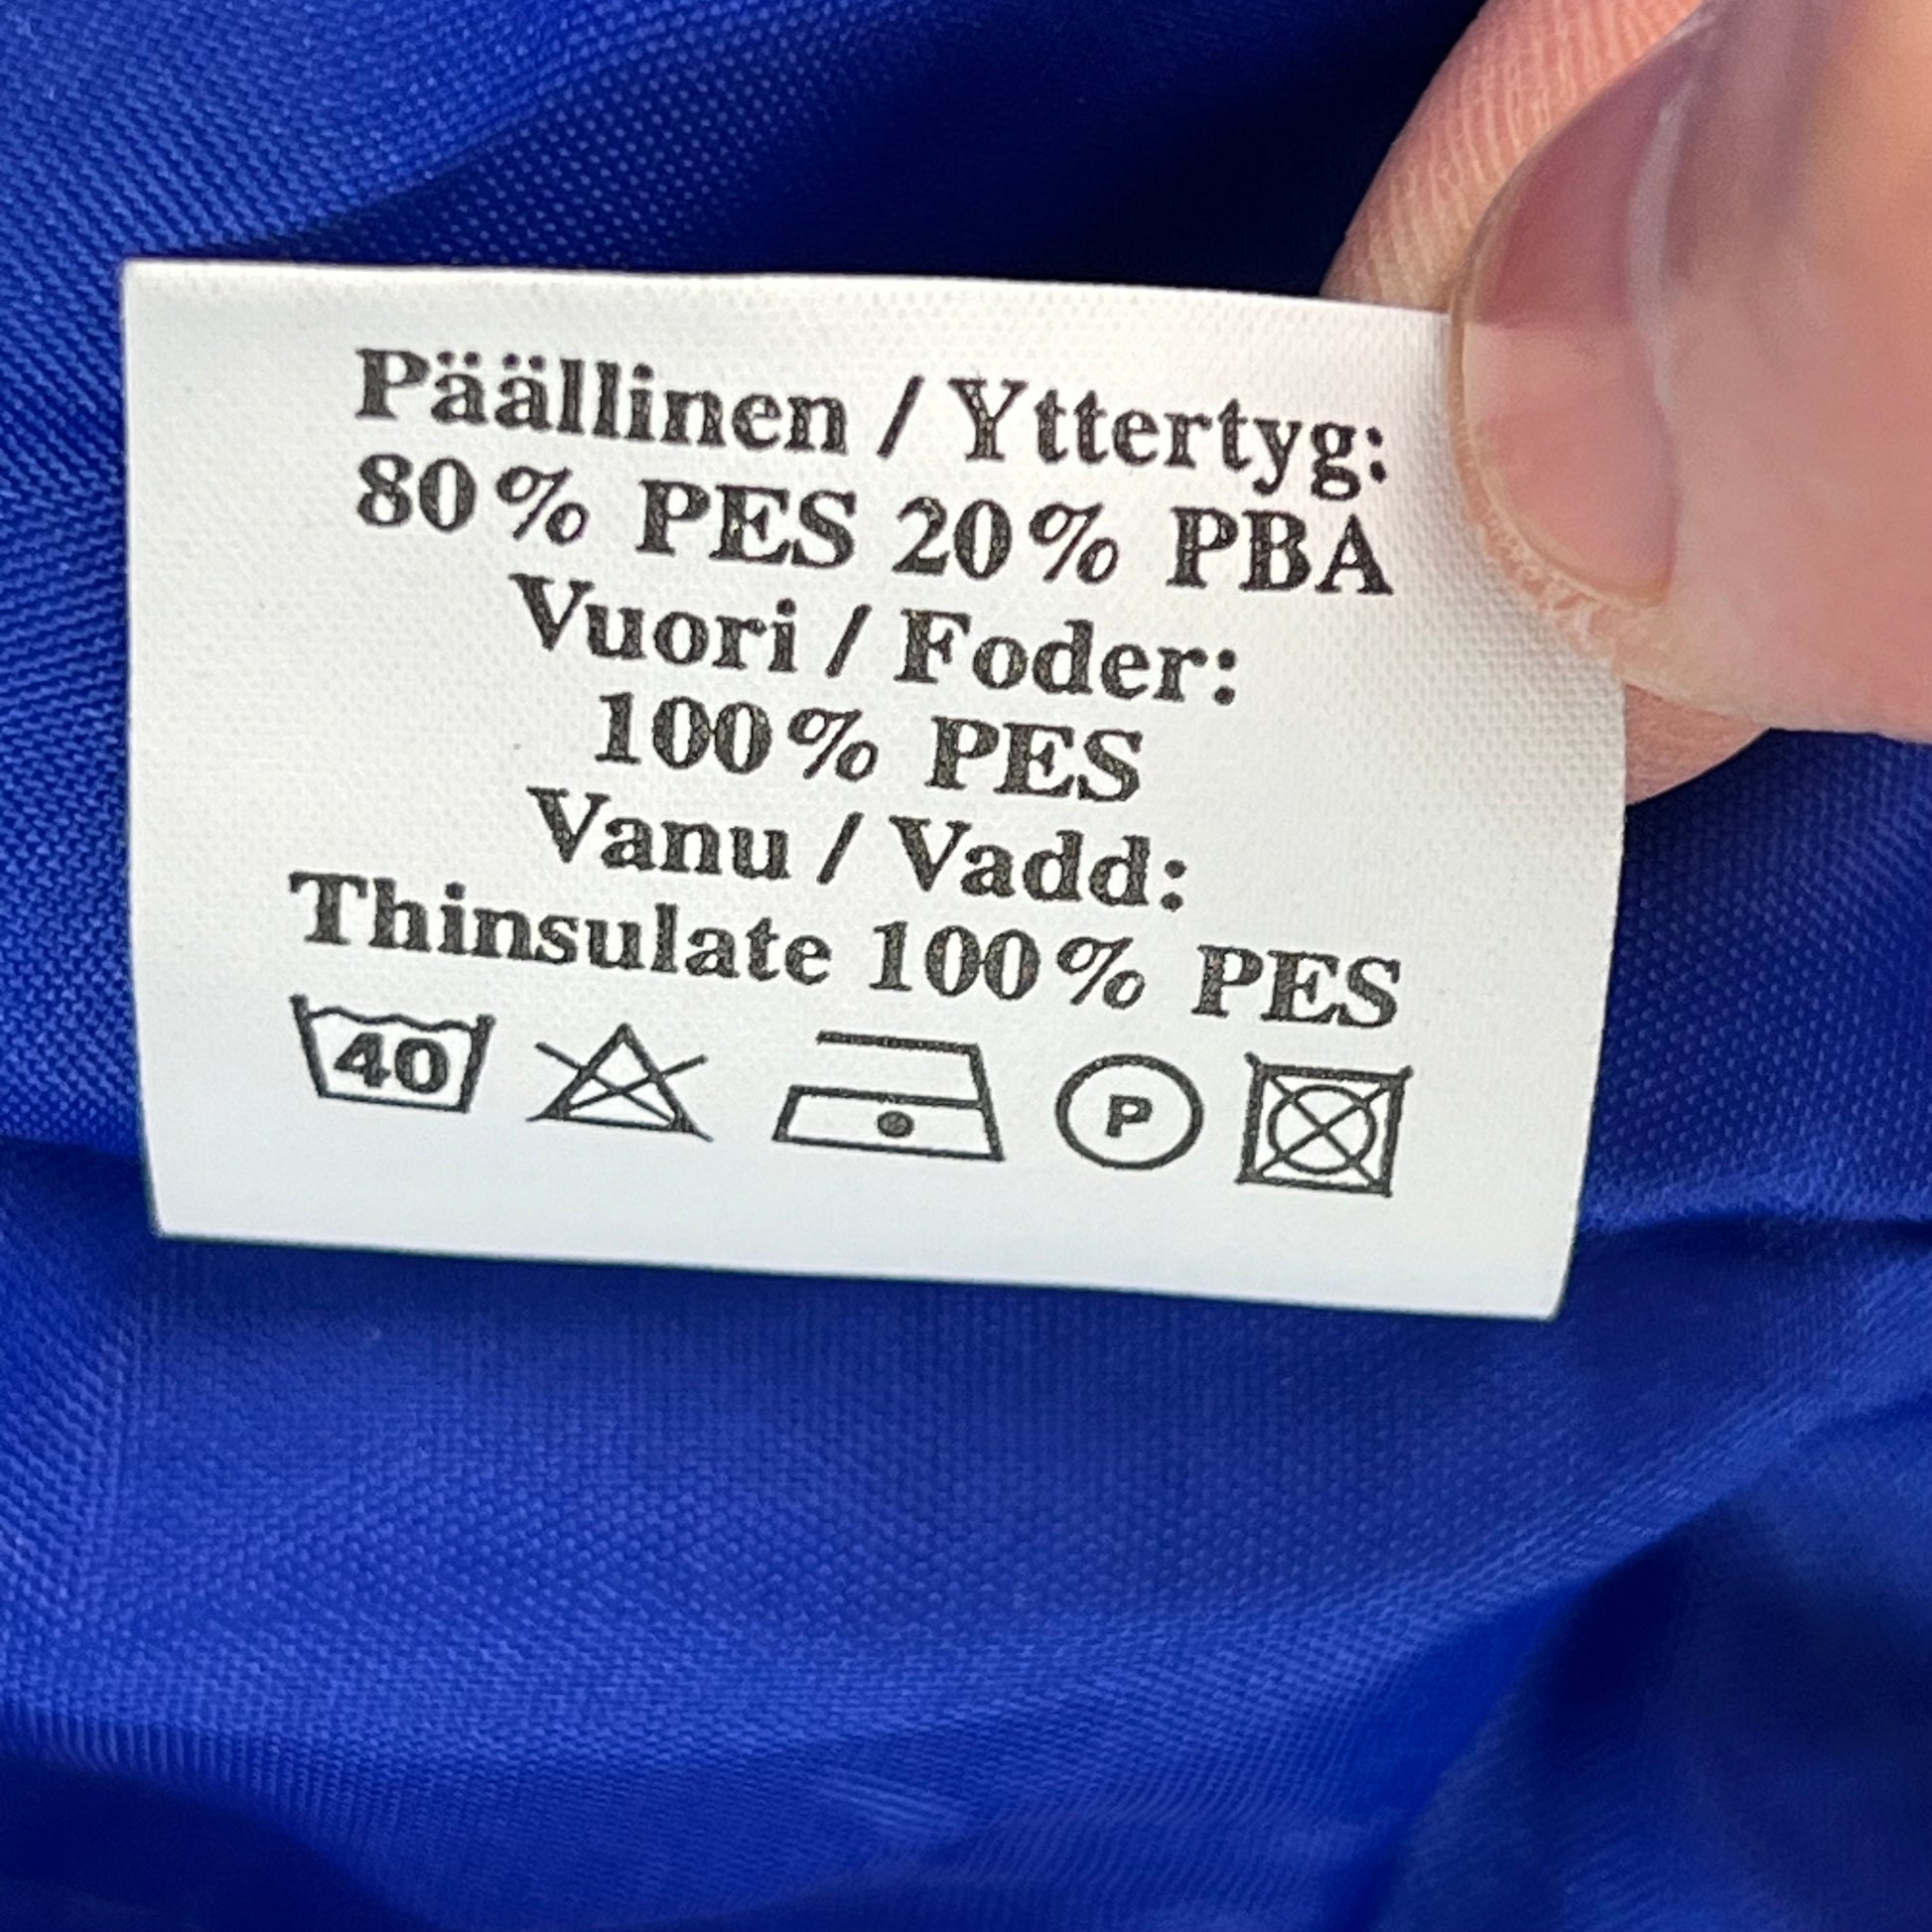 Päällinen / Yttertyg:
80% PES 20% PBA
Vuori / Foder:
100% PES
Vanu / Vadd:
Thinsulate 100% PES
40 P